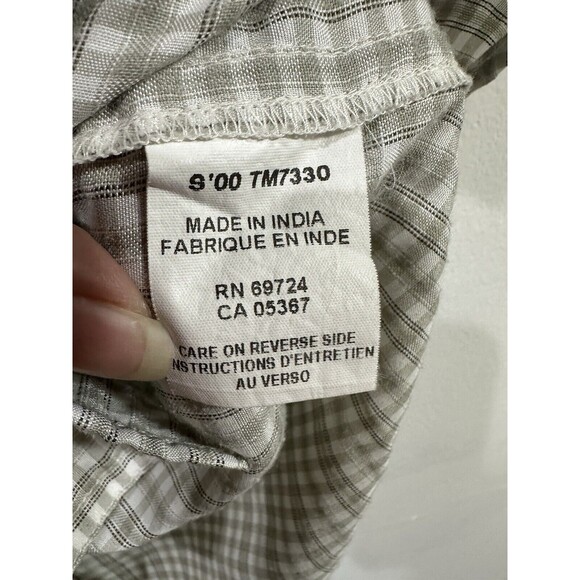 S'00 TM7330
MADE IN INDIA
FABRIQUE EN INDE
RN 69724
CA 05367
CARE ON REVERSE SIDE
INSTRUCTIONS D'ENTRETIEN
AU VERSO